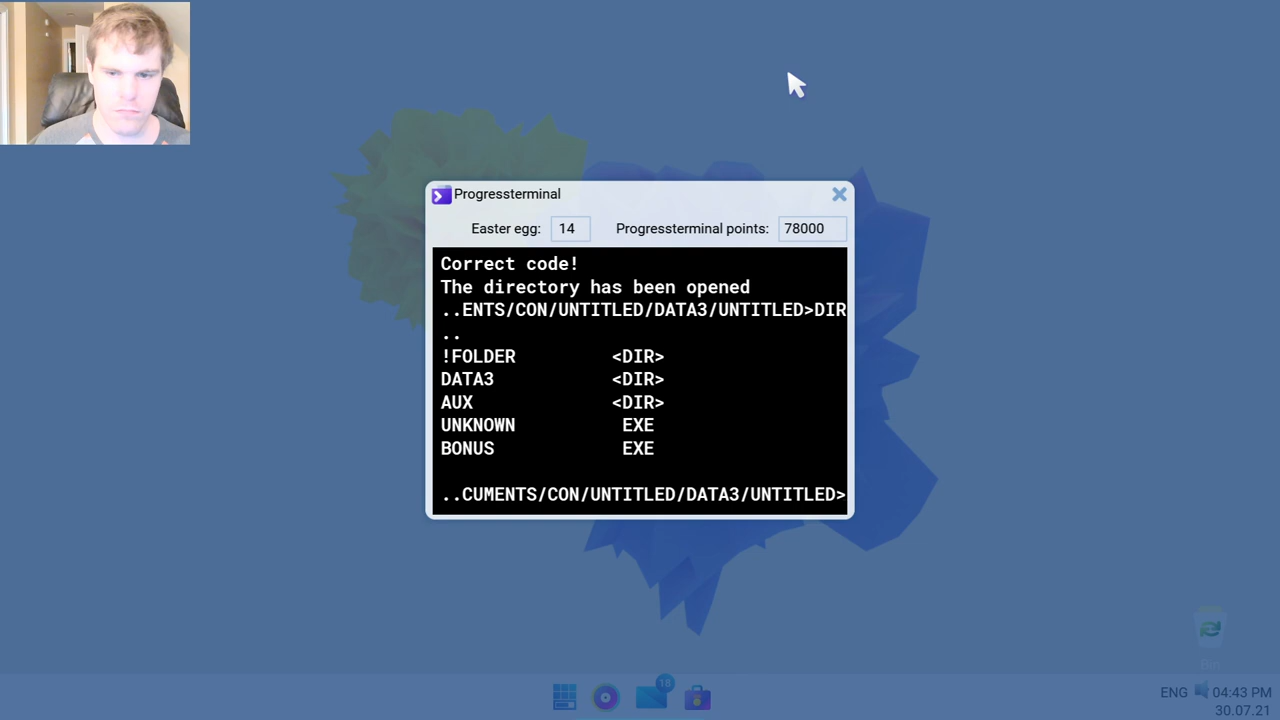 Progressterminal
Easter egg: 14 Progressterminal points: 78000
Correct code!
The directory has been opened
..ENTS/CON/UNTITLED/DATA3/UNTITLED>DIR
..
!FOLDER <DIR>
DATA3 <DIR>
AUX <DIR>
UNKNOWN EXE
BONUS EXE
..CUMENTS/CON/UNTITLED/DATA3/UNTITLED>
Bin
18
ENG 04:43 PM
30.07.21